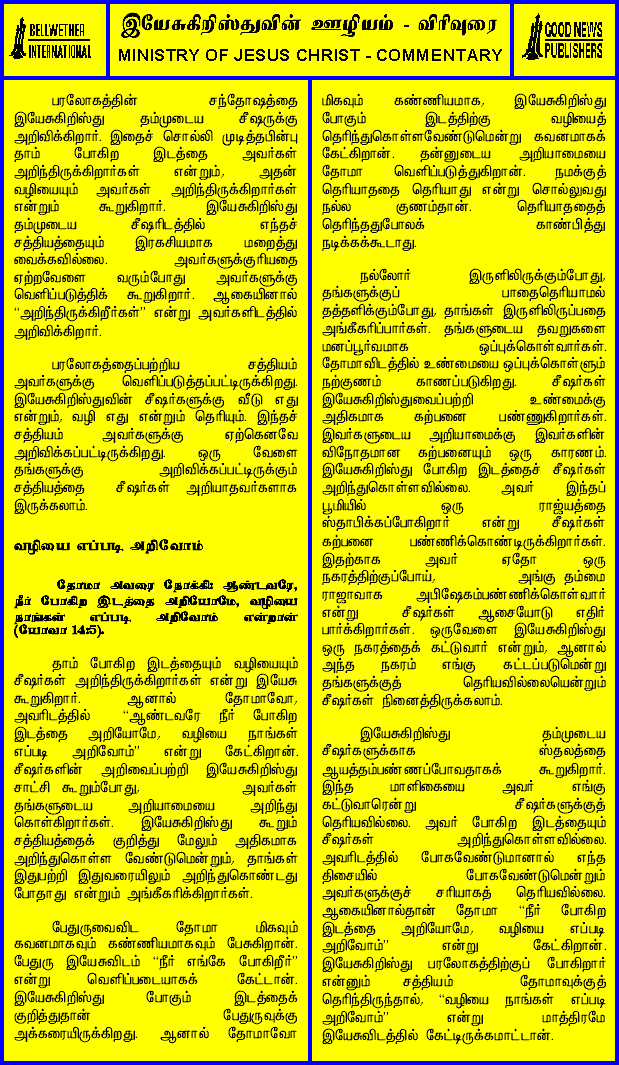 BELLWETHER
INTERNATIONAL
இயேசுகிறிஸ்துவின் ஊழியம் - விரிவுரை
MINISTRY OF JESUS CHRIST - COMMENTARY
GOOD NEWS
PUBLISHERS
பரலோகத்தின் சந்தோஷத்தை
இயேசுகிறிஸ்து தம்முடைய சீஷருக்கு
அறிவிக்கிறார். இதைச் சொல்லி முடித்தபின்பு
தாம் போகிற இடத்தை அவர்கள்
அறிந்திருக்கிறார்கள் என்றும், அதன்
வழியையும் அவர்கள் அறிந்திருக்கிறார்கள்
என்றும் கூறுகிறார். இயேசுகிறிஸ்து
தம்முடைய சீஷரிடத்தில் எந்தச்
சத்தியத்தையும் இரகசியமாக மறைத்து
வைக்கவில்லை. அவர்களுக்குரியதை
ஏற்றவேளை வரும்போது அவர்களுக்கு
வெளிப்படுத்திக் கூறுகிறார். ஆகையினால்
“அறிந்திருக்கிறீர்கள்” என்று அவர்களிடத்தில்
அறிவிக்கிறார்.
பரலோகத்தைப்பற்றிய சத்தியம்
அவர்களுக்கு வெளிப்படுத்தப்பட்டிருக்கிறது.
இயேசுகிறிஸ்துவின் சீஷர்களுக்கு வீடு எது
என்றும், வழி எது என்றும் தெரியும். இந்தச்
சத்தியம் அவர்களுக்கு ஏற்கெனவே
அறிவிக்கப்பட்டிருக்கிறது. ஒரு வேளை
தங்களுக்கு அறிவிக்கப்பட்டிருக்கும்
சத்தியத்தை சீஷர்கள் அறியாதவர்களாக
இருக்கலாம்.
வழியை எப்படி அறிவோம்
தோமா அவரை நோக்கி: ஆண்டவரே,
நீர் போகிற இடத்தை அறியோமே, வழியை
நாங்கள் எப்படி அறிவோம் என்றான்
(யோவா 14:5).
தாம் போகிற இடத்தையும் வழியையும்
சீஷர்கள் அறிந்திருக்கிறார்கள் என்று இயேசு
கூறுகிறார். ஆனால் தோமாவோ,
அவரிடத்தில் “ஆண்டவரே நீர் போகிற
இடத்தை அறியோமே, வழியை நாங்கள்
எப்படி அறிவோம்” என்று கேட்கிறான்.
சீஷர்களின் அறிவைப்பற்றி இயேசுகிறிஸ்து
சாட்சி கூறும்போது, அவர்கள்
தங்களுடைய அறியாமையை அறிந்து
கொள்கிறார்கள். இயேசுகிறிஸ்து கூறும்
சத்தியத்தைக் குறித்து மேலும் அதிகமாக
அறிந்துகொள்ள வேண்டுமென்றும், தாங்கள்
இதுபற்றி இதுவரையிலும் அறிந்துகொண்டது
போதாது என்றும் அங்கீகரிக்கிறார்கள்.
பேதுருவைவிட தோமா மிகவும்
கவனமாகவும் கண்ணியமாகவும் பேசுகிறான்.
பேதுரு இயேசுவிடம் “நீர் எங்கே போகிறீர்”
என்று வெளிப்படையாகக் கேட்டான்.
இயேசுகிறிஸ்து போகும் இடத்தைக்
குறித்துதான் பேதுருவுக்கு
அக்கரையிருக்கிறது. ஆனால் தோமாவோ
மிகவும் கண்ணியமாக, இயேசுகிறிஸ்து
போகும் இடத்திற்கு வழியைத்
தெரிந்துகொள்ளவேண்டுமென்று கவனமாகக்
கேட்கிறான். தன்னுடைய அறியாமையை
தோமா வெளிப்படுத்துகிறான். நமக்குத்
தெரியாததை தெரியாது என்று சொல்லுவது
நல்ல குணம்தான். தெரியாததைத்
தெரிந்ததுபோலக் காண்பித்து
நடிக்கக்கூடாது.
நல்லோர் இருளிலிருக்கும்போது,
தங்களுக்குப் பாதைதெரியாமல்
தத்தளிக்கும்போது, தாங்கள் இருளிலிருப்பதை
அங்கீகரிப்பார்கள். தங்களுடைய தவறுகளை
மனப்பூர்வமாக ஒப்புக்கொள்வார்கள்.
தோமாவிடத்தில் உண்மையை ஒப்புக்கொள்ளும்
நற்குணம் காணப்படுகிறது. சீஷர்கள்
இயேசுகிறிஸ்துவைப்பற்றி உண்மைக்கு
அதிகமாக கற்பனை பண்ணுகிறார்கள்.
இவர்களுடைய அறியாமைக்கு இவர்களின்
விநோதமான கற்பனையும் ஒரு காரணம்.
இயேசுகிறிஸ்து போகிற இடத்தைச் சீஷர்கள்
அறிந்துகொள்ளவில்லை. அவர் இந்தப்
பூமியில் ஒரு ராஜ்யத்தை
ஸ்தாபிக்கப்போகிறார் என்று சீஷர்கள்
கற்பனை பண்ணிக்கொண்டிருக்கிறார்கள்.
இதற்காக அவர் ஏதோ ஒரு
நகரத்திற்குப்போய், அங்கு தம்மை
ராஜாவாக அபிஷேகம்பண்ணிக்கொள்வார்
என்று சீஷர்கள் ஆசையோடு எதிர்
பார்க்கிறார்கள். ஒருவேளை இயேசுகிறிஸ்து
ஒரு நகரத்தைக் கட்டுவார் என்றும், ஆனால்
அந்த நகரம் எங்கு கட்டப்படுமென்று
தங்களுக்குத் தெரியவில்லையென்றும்
சீஷர்கள் நினைத்திருக்கலாம்.
இயேசுகிறிஸ்து தம்முடைய
சீஷர்களுக்காக ஸ்தலத்தை
ஆயத்தம்பண்ணப்போவதாகக் கூறுகிறார்.
இந்த மாளிகையை அவர் எங்கு
கட்டுவாரென்று சீஷர்களுக்குத்
தெரியவில்லை. அவர் போகிற இடத்தையும்
சீஷர்கள் அறிந்துகொள்ளவில்லை.
அவரிடத்தில் போகவேண்டுமானால் எந்த
திசையில் போகவேண்டுமென்றும்
அவர்களுக்குச் சரியாகத் தெரியவில்லை.
ஆகையினால்தான் தோமா “நீர் போகிற
இடத்தை அறியோமே, வழியை எப்படி
அறிவோம்” என்று கேட்கிறான்.
இயேசுகிறிஸ்து பரலோகத்திற்குப் போகிறார்
என்னும் சத்தியம் தோமாவுக்குத்
தெரிந்திருந்தால், “வழியை நாங்கள் எப்படி
அறிவோம்” என்று மாத்திரமே
இயேசுவிடத்தில் கேட்டிருக்கமாட்டான்.